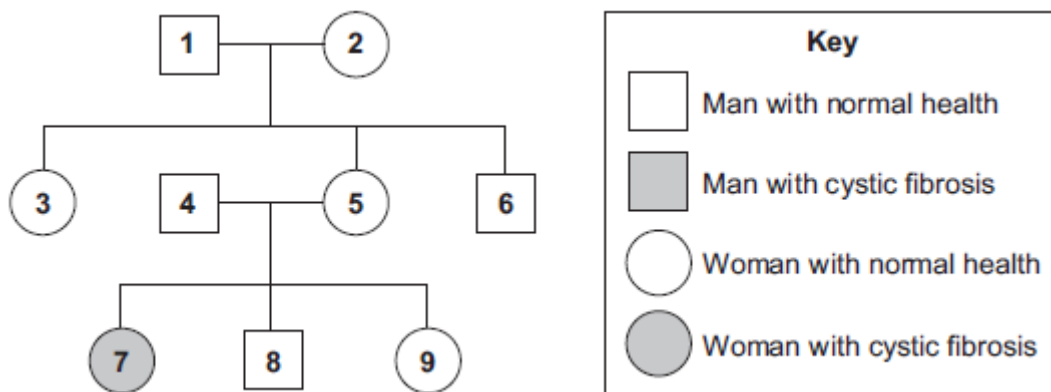 1 2
3 4 5 6
7 8 9
Key
Man with normal health
Man with cystic fibrosis
Woman with normal health
Woman with cystic fibrosis